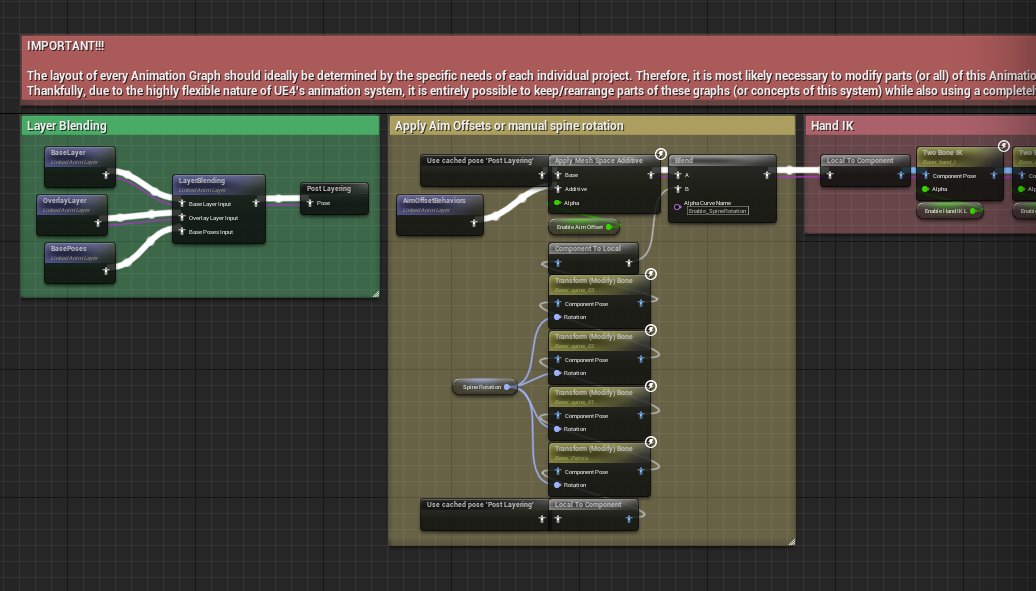 IMPORTANT!!!
The layout of every Animation Graph should ideally be determined by the specific needs of each individual project. Therefore, it is most likely necessary to modify parts (or all) of this Animatio
Thankfully, due to the highly flexible nature of UE4's animation system, it is entirely possible to keep/rearrange parts of these graphs (or concepts of this system) while also using a completel
Layer Blending
BaseLayer
Linked Anim Layer
OverlayLayer
Linked Anim Layer
BasePoses
Linked Anim Layer
LayerBlending
Linked Anim Layer
Base Layer Input
Overlay Layer Input
Base Poses Input
Post Layering
Pose
Apply Aim Offsets or manual spine rotation
Use cached pose 'Post Layering'
AimOffsetBehaviors
Linked Anim Layer
Apply Mesh Space Additive
Base
Additive
Alpha
Enable Aim Offset
Blend
A
B
AlphaCurve Name
Enable_SpineRotation
Component To Local
Transform (Modify) Bone
Bone: spine_03
Component Pose
Rotation
Transform (Modify) Bone
Bone: spine_02
Component Pose
Rotation
Spine Rotation
Transform (Modify) Bone
Bone: spine_01
Component Pose
Rotation
Transform (Modify) Bone
Bone: Pelvis
Component Pose
Rotation
Use cached pose 'Post Layering'
Local To Component
Hand IK
Local To Component
Two Bone IK
Bone: hand_l
Component Pose
Alpha
Enable Hand IK L
Two B
Co
Al
Enabl